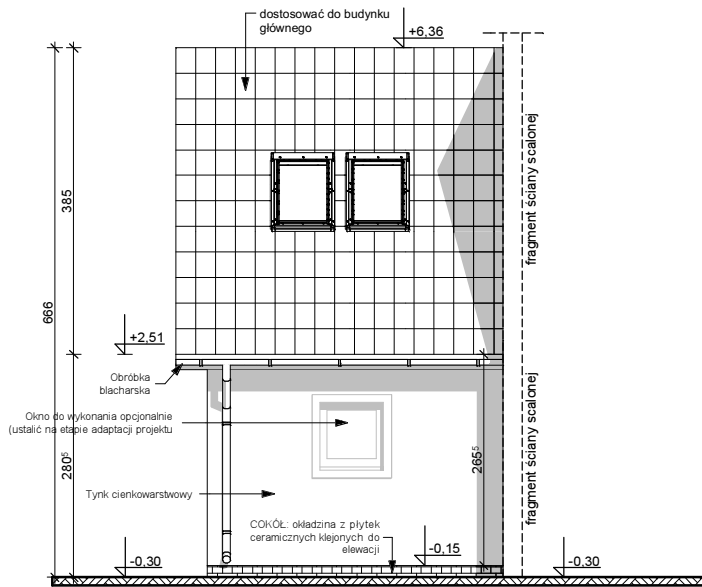 dostosować do budynku
głównego
+6,36
385
666
fragment ściany scalonej
+2,51
Obróbka
blacharska
Okno do wykonania opcjonalnie
(ustalić na etapie adaptacji projektu
280⁵
265⁵
fragment ściany scalonej
Tynk cienkowarstwowy
COKÓŁ: okładzina z płytek
ceramicznych klejonych do
elewacji
-0,30
-0,15
-0,30